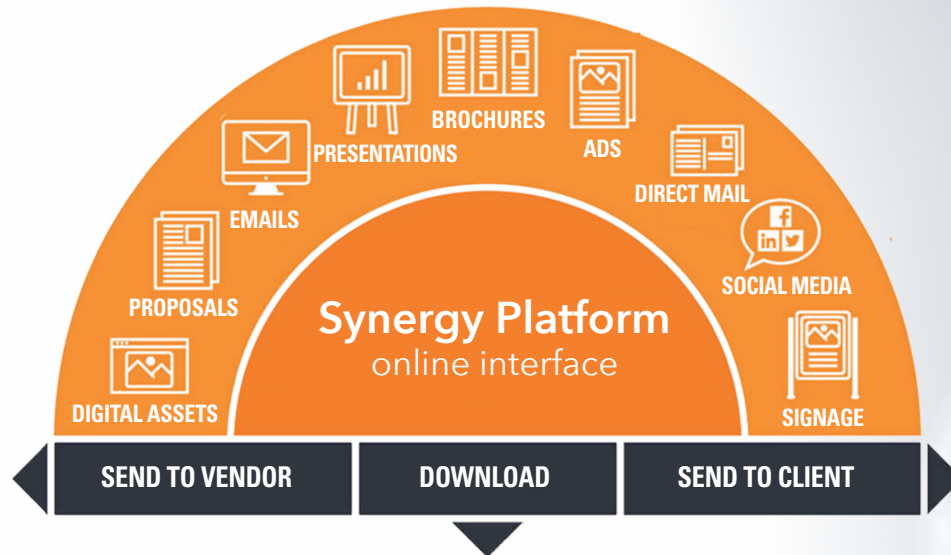 BROCHURES
PRESENTATIONS
ADS
EMAILS
DIRECT MAIL
PROPOSALS
SOCIAL MEDIA
DIGITAL ASSETS
SIGNAGE
Synergy Platform
online interface
SEND TO VENDOR
DOWNLOAD
SEND TO CLIENT